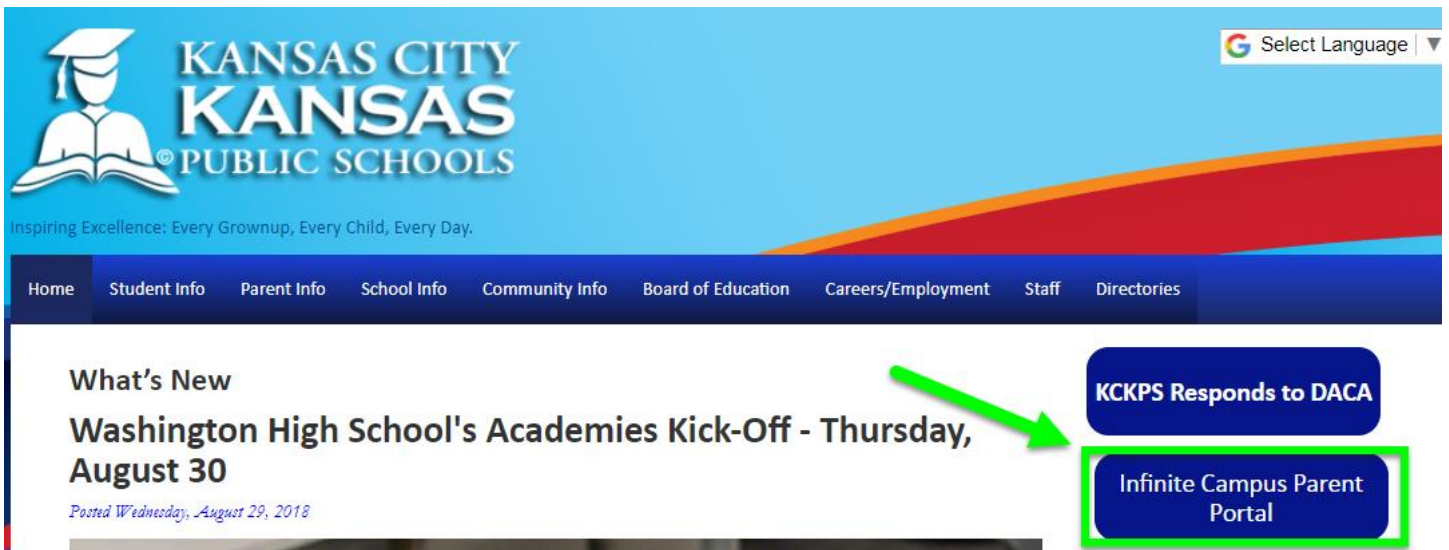 KANSAS CITY
KANSAS
©PUBLIC SCHOOLS
Select Language ▼
Inspiring Excellence: Every Grownup, Every Child, Every Day.
Home Student Info Parent Info School Info Community Info Board of Education Careers/Employment Staff Directories
What's New
Washington High School's Academies Kick-Off - Thursday,
August 30
Posted Wednesday, August 29, 2018
KCKPS Responds to DACA
Infinite Campus Parent
Portal